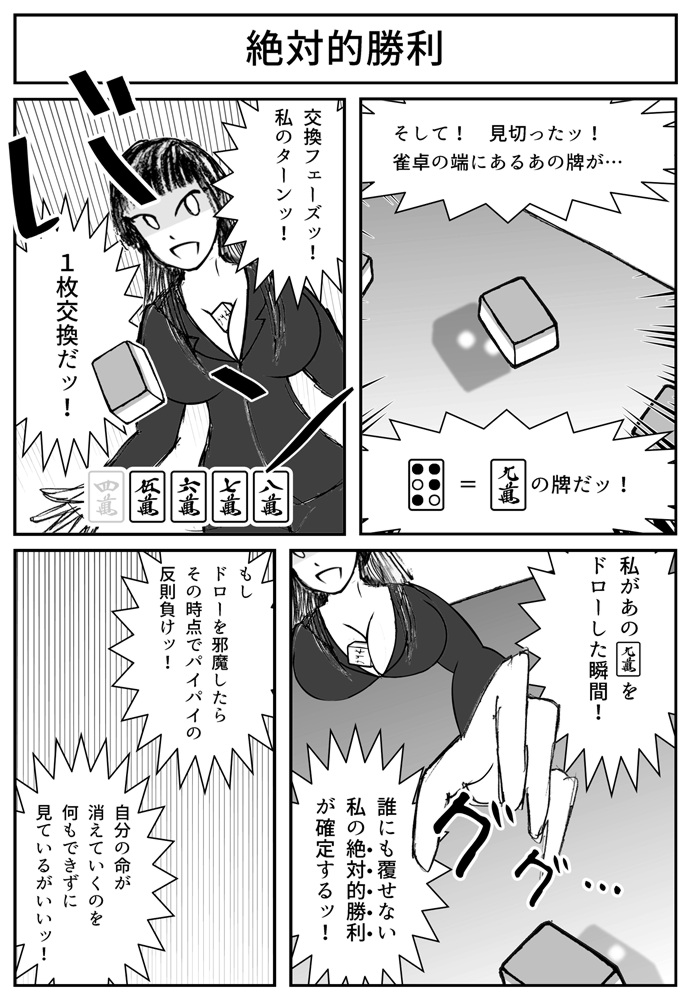 絶対的勝利
そして！　見切ったッ！
雀卓の端にあるあの牌が…
＝ 九萬 の牌だッ！
交換フェーズッ！
私のターンッ！
バシ
１枚交換だッ！
四萬 伍萬 六萬 七萬 八萬
私があの 九萬 を
ドローした瞬間！
誰にも覆せない
私の絶対的勝利
が確定するッ！
ググ…
もし
ドローを邪魔したら
その時点でパイパイの
反則負けッ！
自分の命が
消えていくのを
何もできずに
見ているがいいッ！